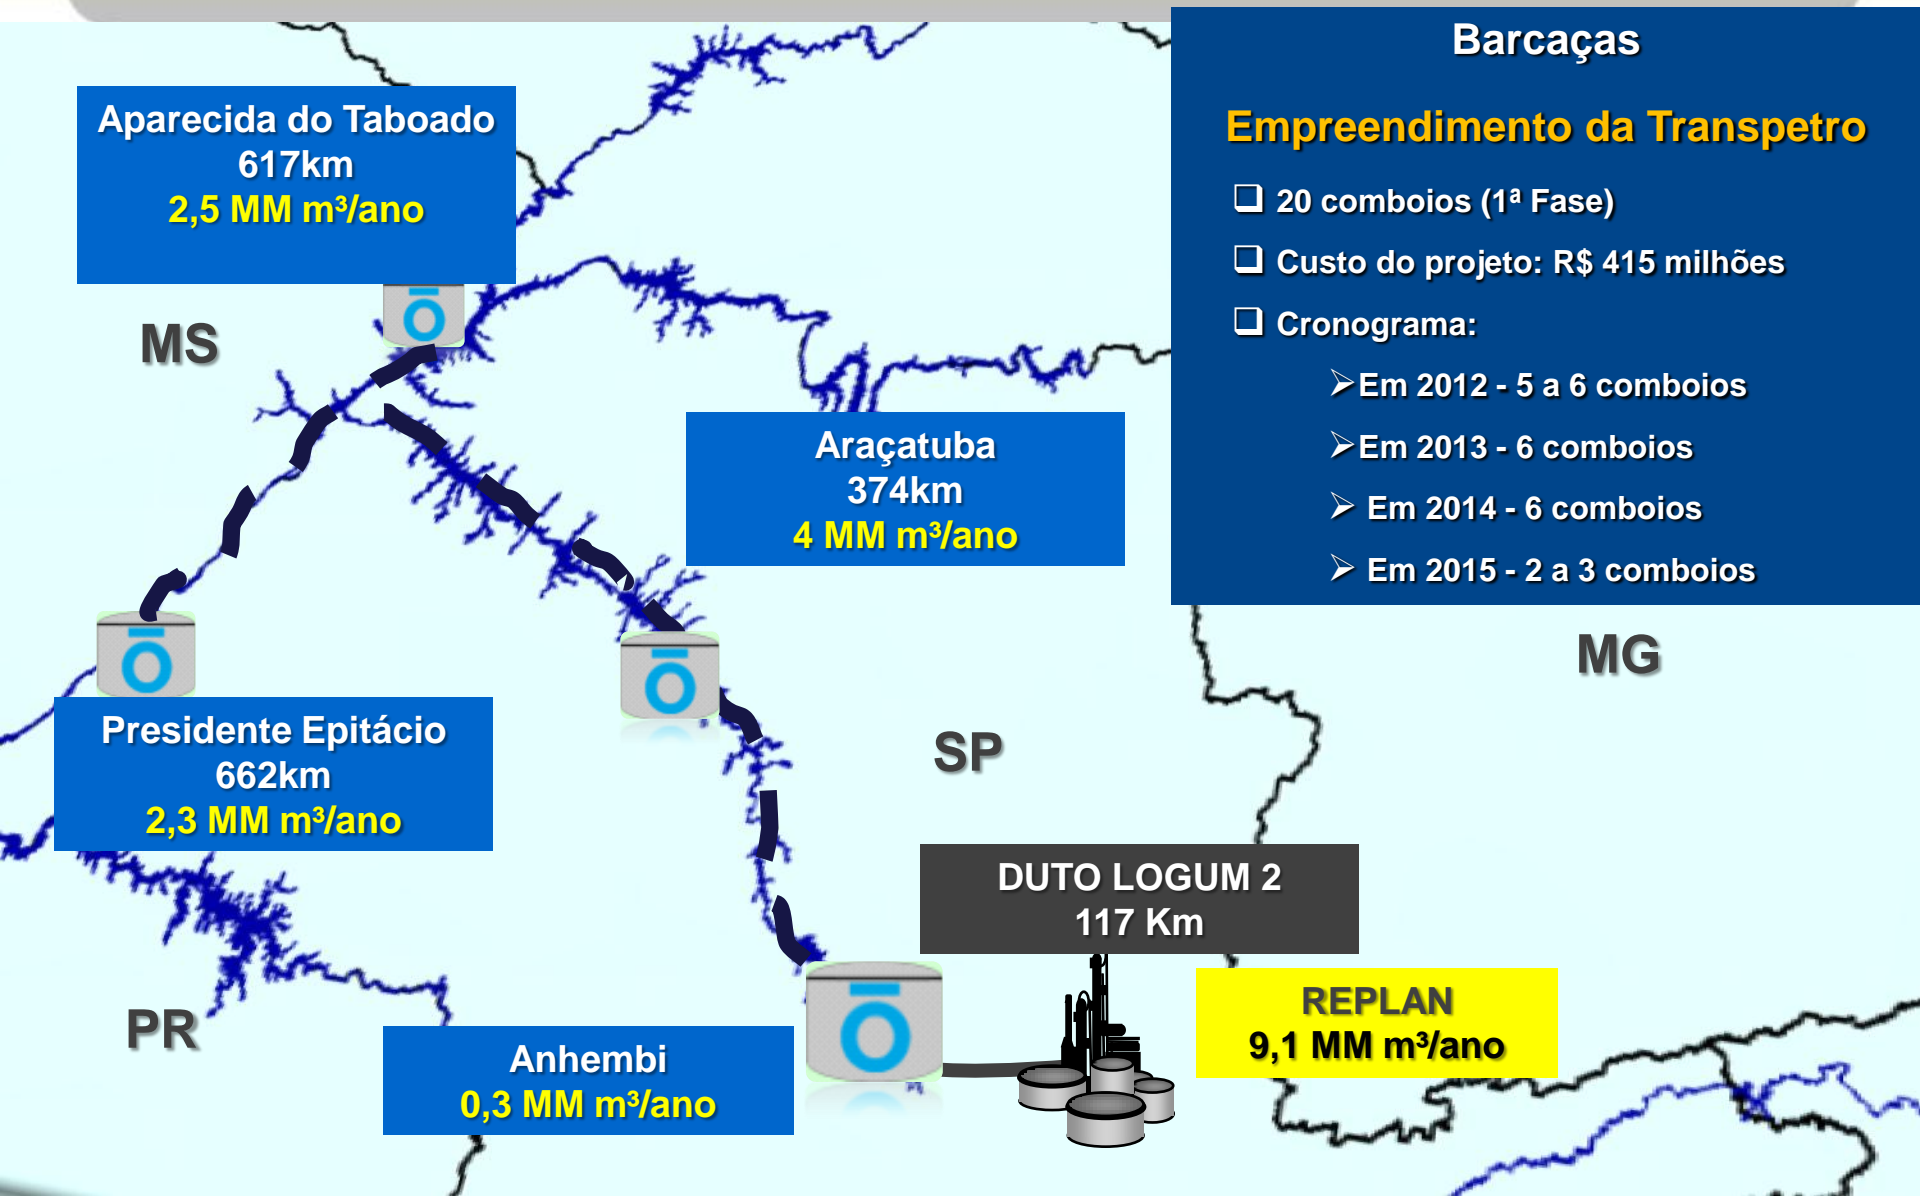 Barcaças
Empreendimento da Transpetro
20 comboios (1ª Fase)
Custo do projeto: R$ 415 milhões
Cronograma:
Em 2012 - 5 a 6 comboios
Em 2013 - 6 comboios
Em 2014 - 6 comboios
Em 2015 - 2 a 3 comboios
Aparecida do Taboado
617km
2,5 MM m³/ano
MS
Araçatuba
374km
4 MM m³/ano
MG
Presidente Epitácio
662km
2,3 MM m³/ano
SP
DUTO LOGUM 2
117 Km
REPLAN
9,1 MM m³/ano
PR
Anhembi
0,3 MM m³/ano